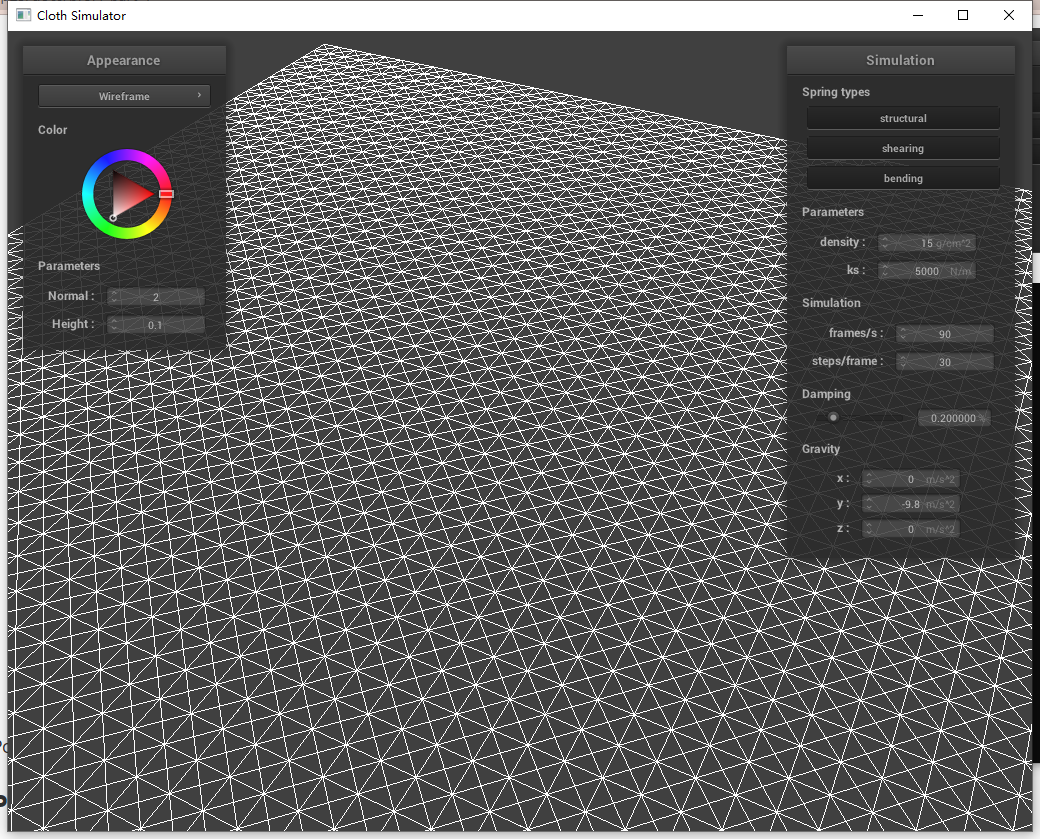 Cloth Simulator
Appearance
Wireframe
Color
Parameters
Normal : 2
Height : 0.1
Simulation
Spring types
structural
shearing
bending
Parameters
density : 15 g/cm^2
ks : 5000 N/m
Simulation
frames/s : 90
steps/frame : 30
Damping
0.200000 %
Gravity
x : 0 m/s^2
y : -9.8 m/s^2
z : 0 m/s^2